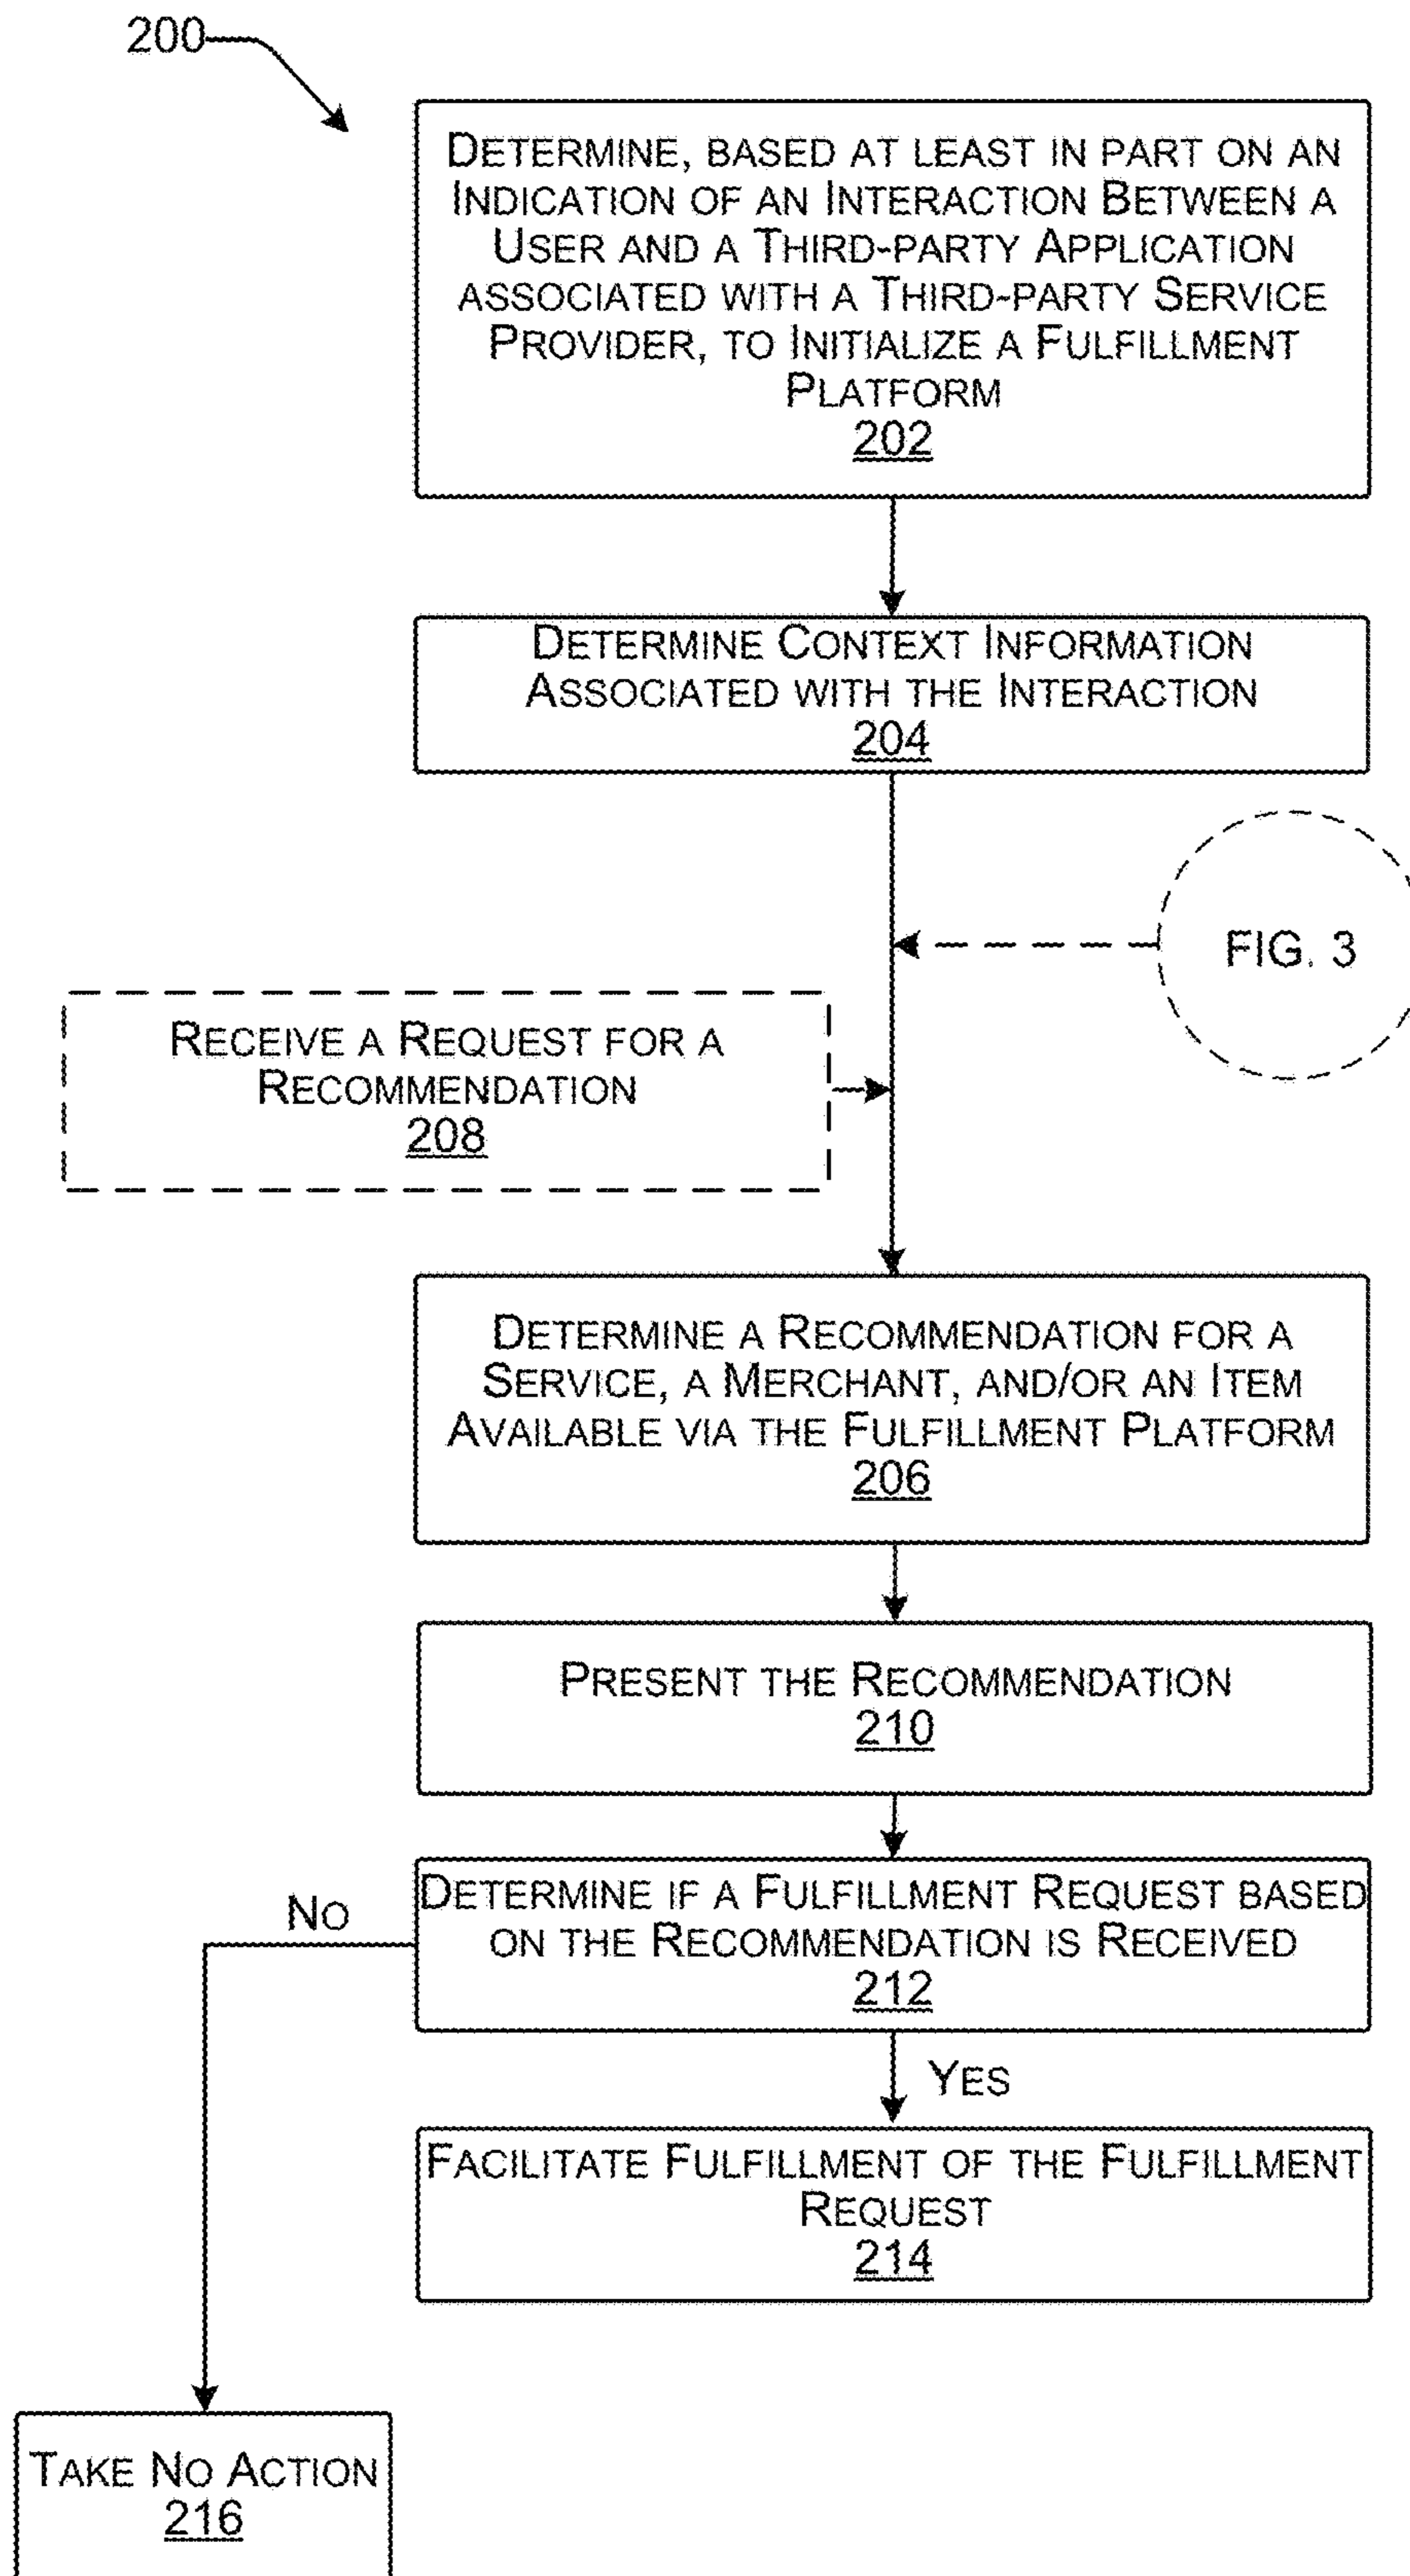 200
DETERMINE, BASED AT LEAST IN PART ON AN
INDICATION OF AN INTERACTION BETWEEN A
USER AND A THIRD-PARTY APPLICATION
ASSOCIATED WITH A THIRD-PARTY SERVICE
PROVIDER, TO INITIALIZE A FULFILLMENT
PLATFORM
202
DETERMINE CONTEXT INFORMATION
ASSOCIATED WITH THE INTERACTION
204
FIG. 3
RECEIVE A REQUEST FOR A
RECOMMENDATION
208
DETERMINE A RECOMMENDATION FOR A
SERVICE, A MERCHANT, AND/OR AN ITEM
AVAILABLE VIA THE FULFILLMENT PLATFORM
206
PRESENT THE RECOMMENDATION
210
DETERMINE IF A FULFILLMENT REQUEST BASED
ON THE RECOMMENDATION IS RECEIVED
212
NO
YES
FACILITATE FULFILLMENT OF THE FULFILLMENT
REQUEST
214
TAKE NO ACTION
216